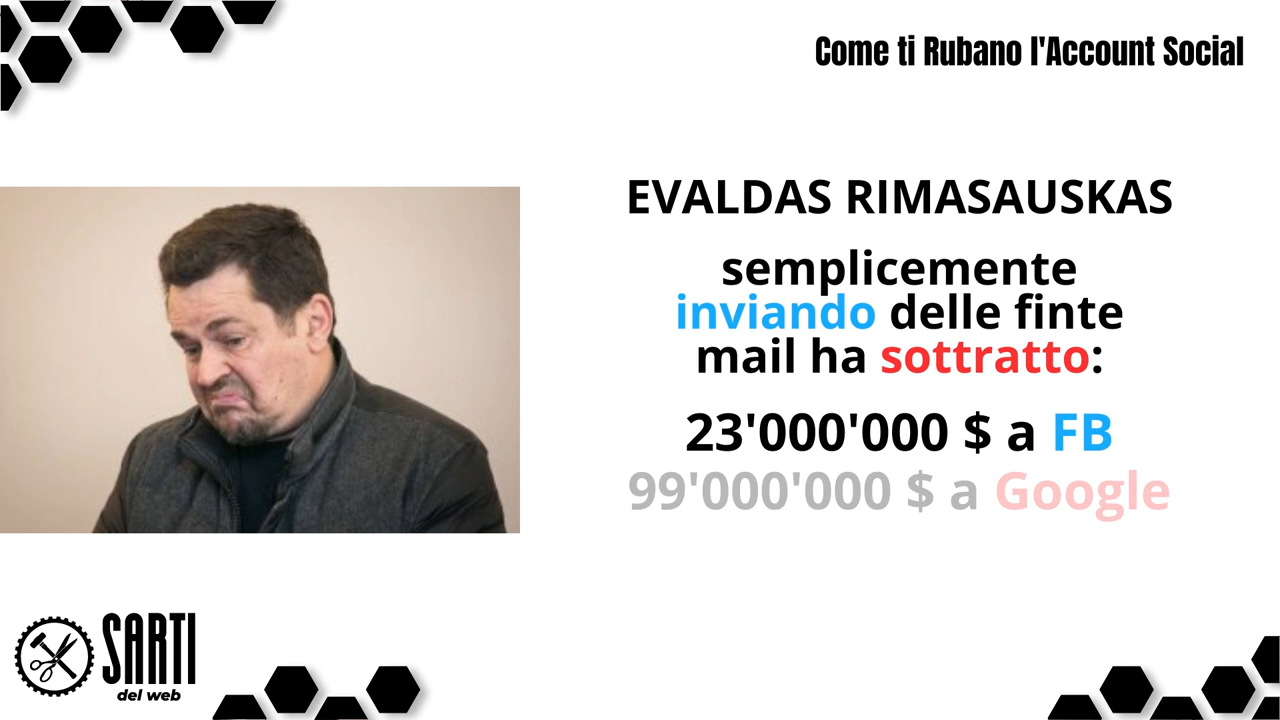 Come ti Rubano l'Account Social
EVALDAS RIMASAUSKAS
semplicemente
inviando delle finte
mail ha sottratto:
23'000'000 $ a FB
99'000'000 $ a Google
SARTI
del web